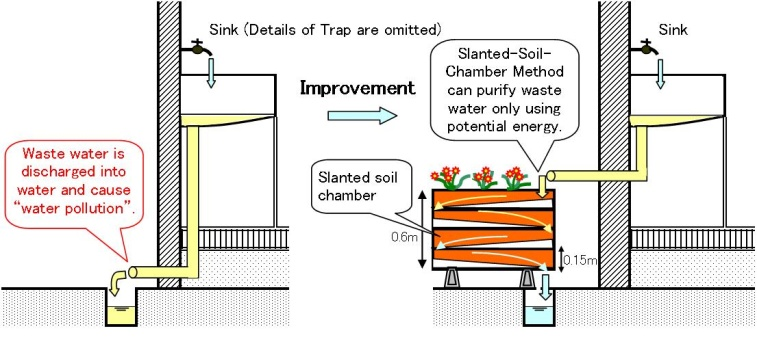 Sink (Details of Trap are omitted)
Improvement
Waste water is
discharged into
water and cause
“water pollution”.
Slanted-Soil-
Chamber Method
can purify waste
water only using
potential energy.
Sink
Slanted soil
chamber
0.6m
0.15m